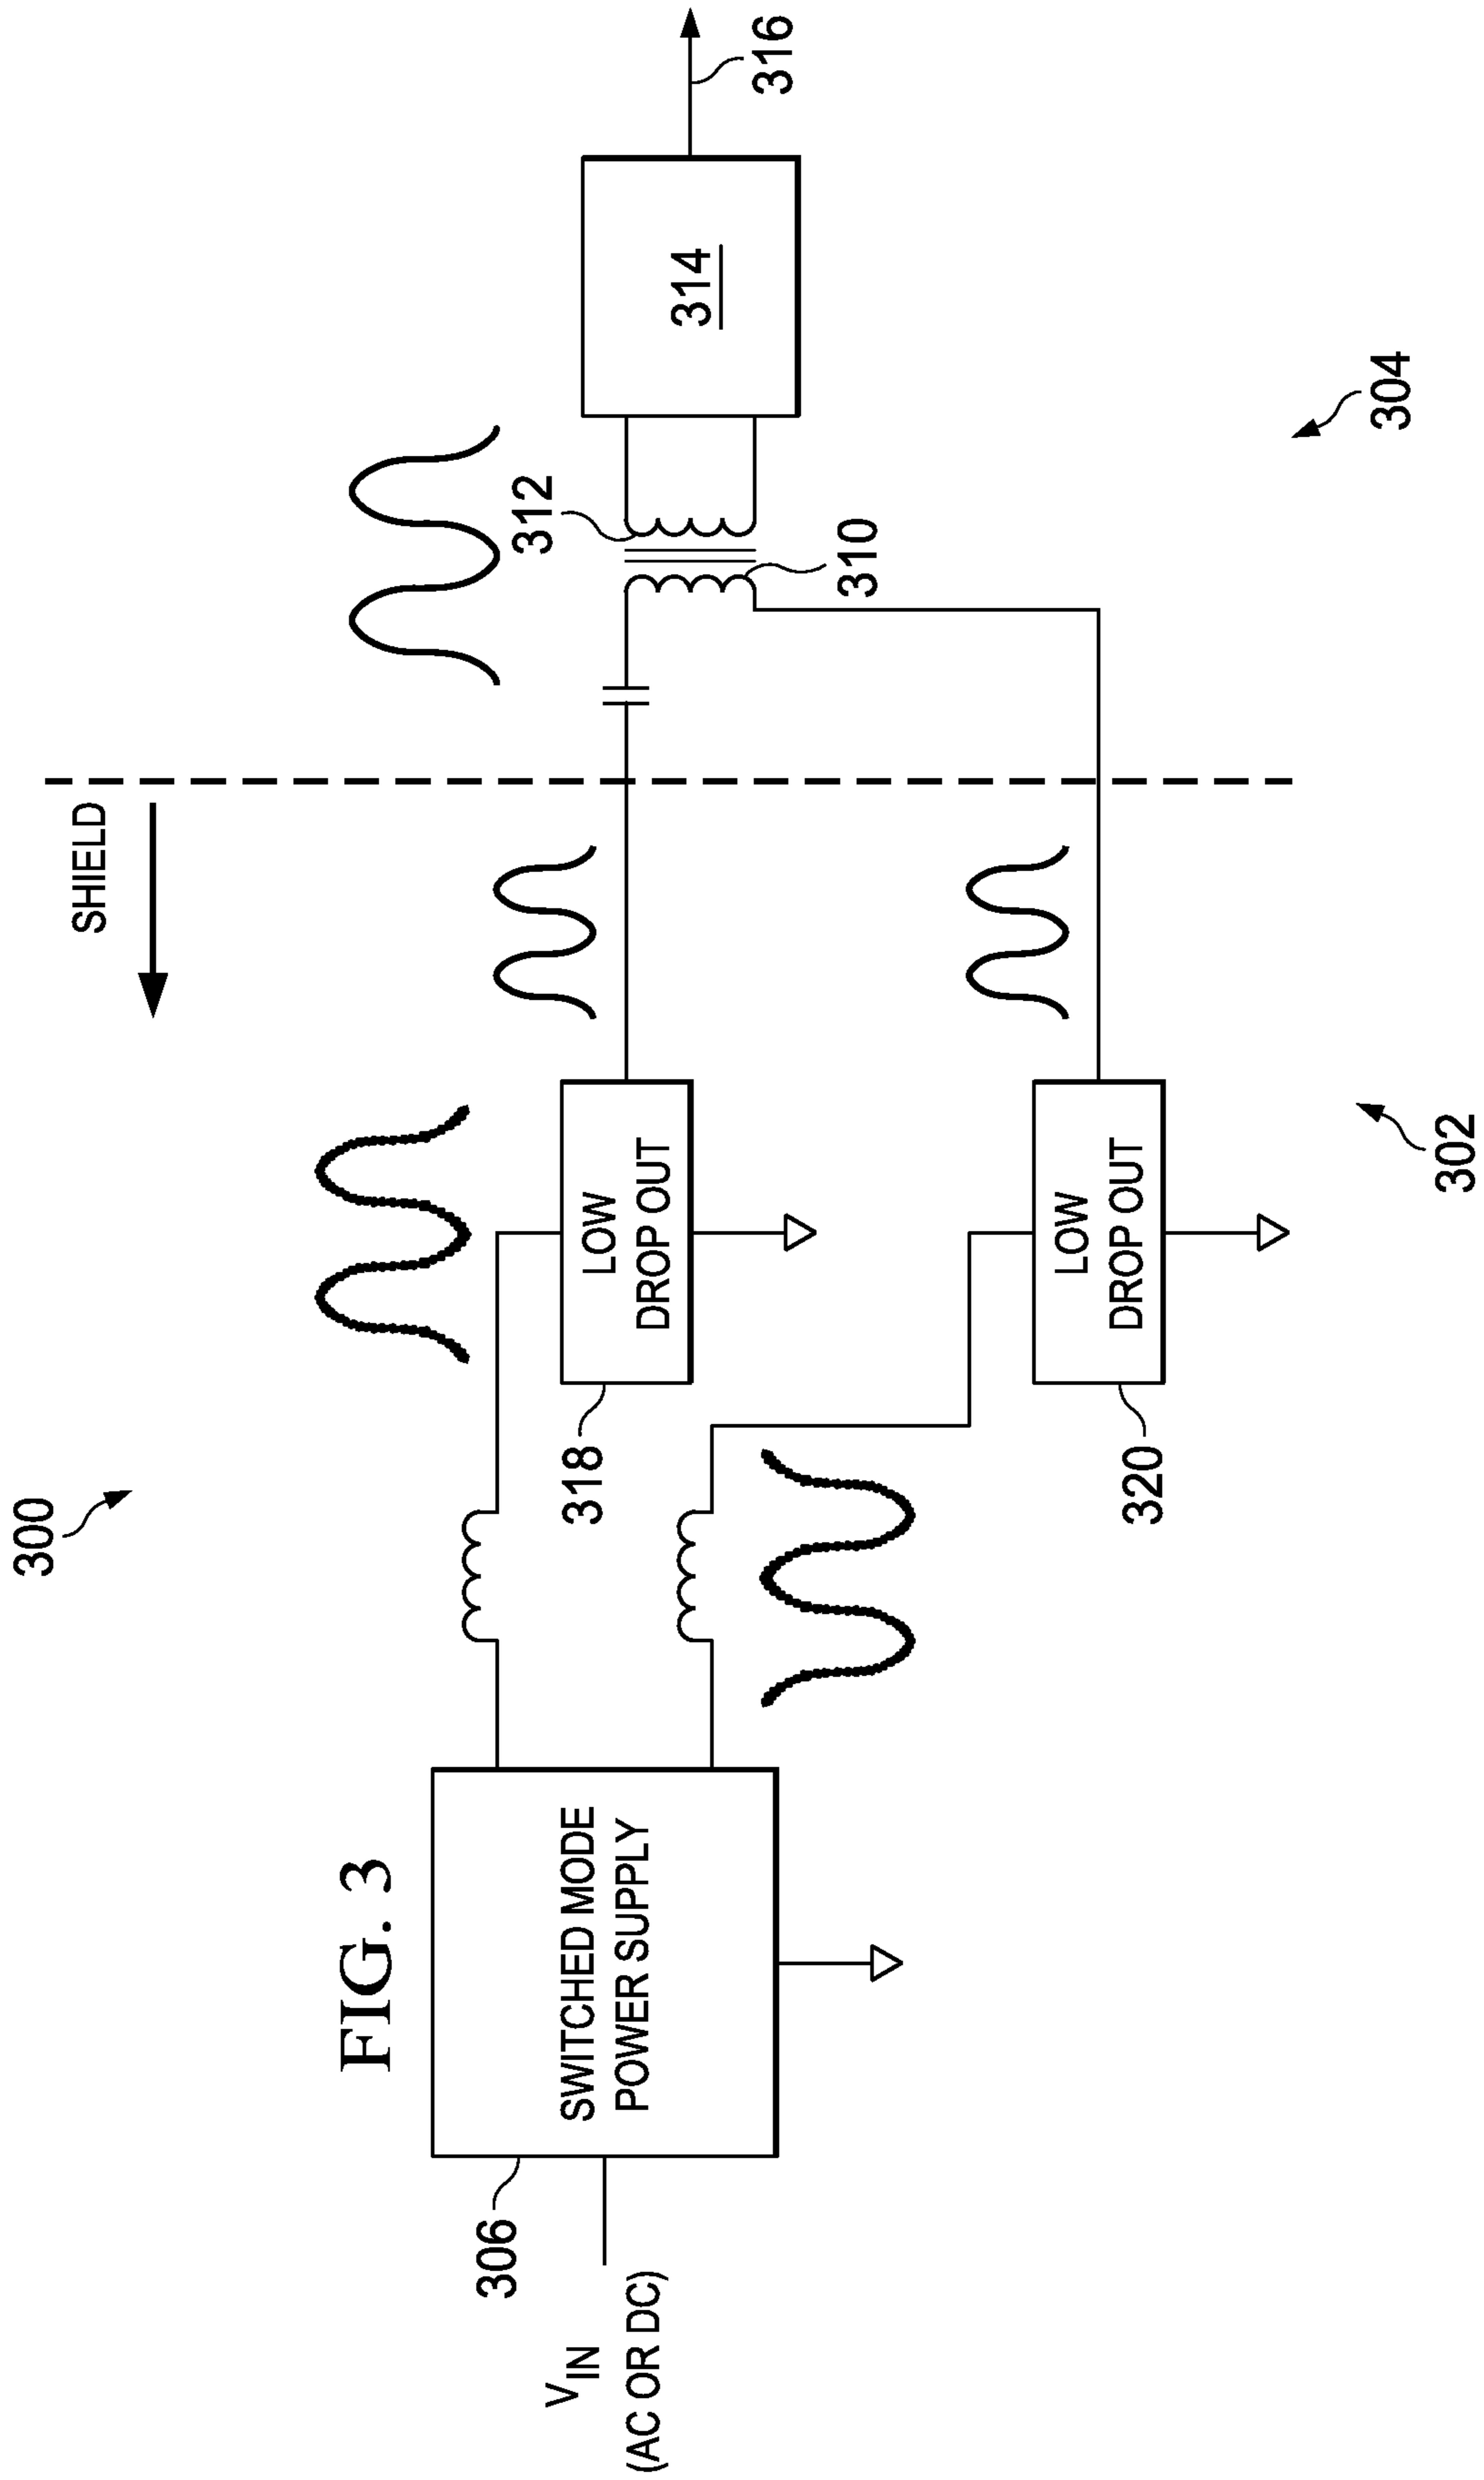 FIG. 3
300
SHIELD
306
SWITCHED MODE
POWER SUPPLY
V_IN
(AC OR DC)
318
LOW
DROP OUT
320
LOW
DROP OUT
302
312
310
314
316
304